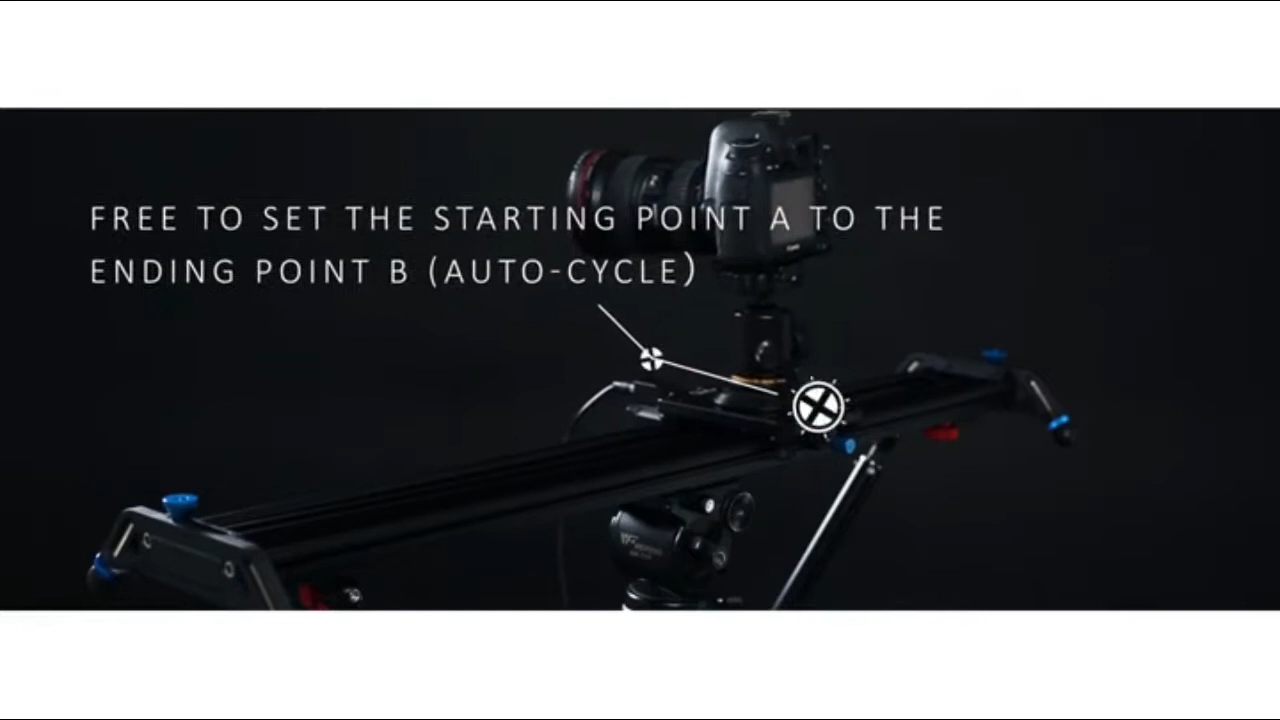 FREE TO SET THE STARTING POINT A TO THE
ENDING POINT B (AUTO-CYCLE)